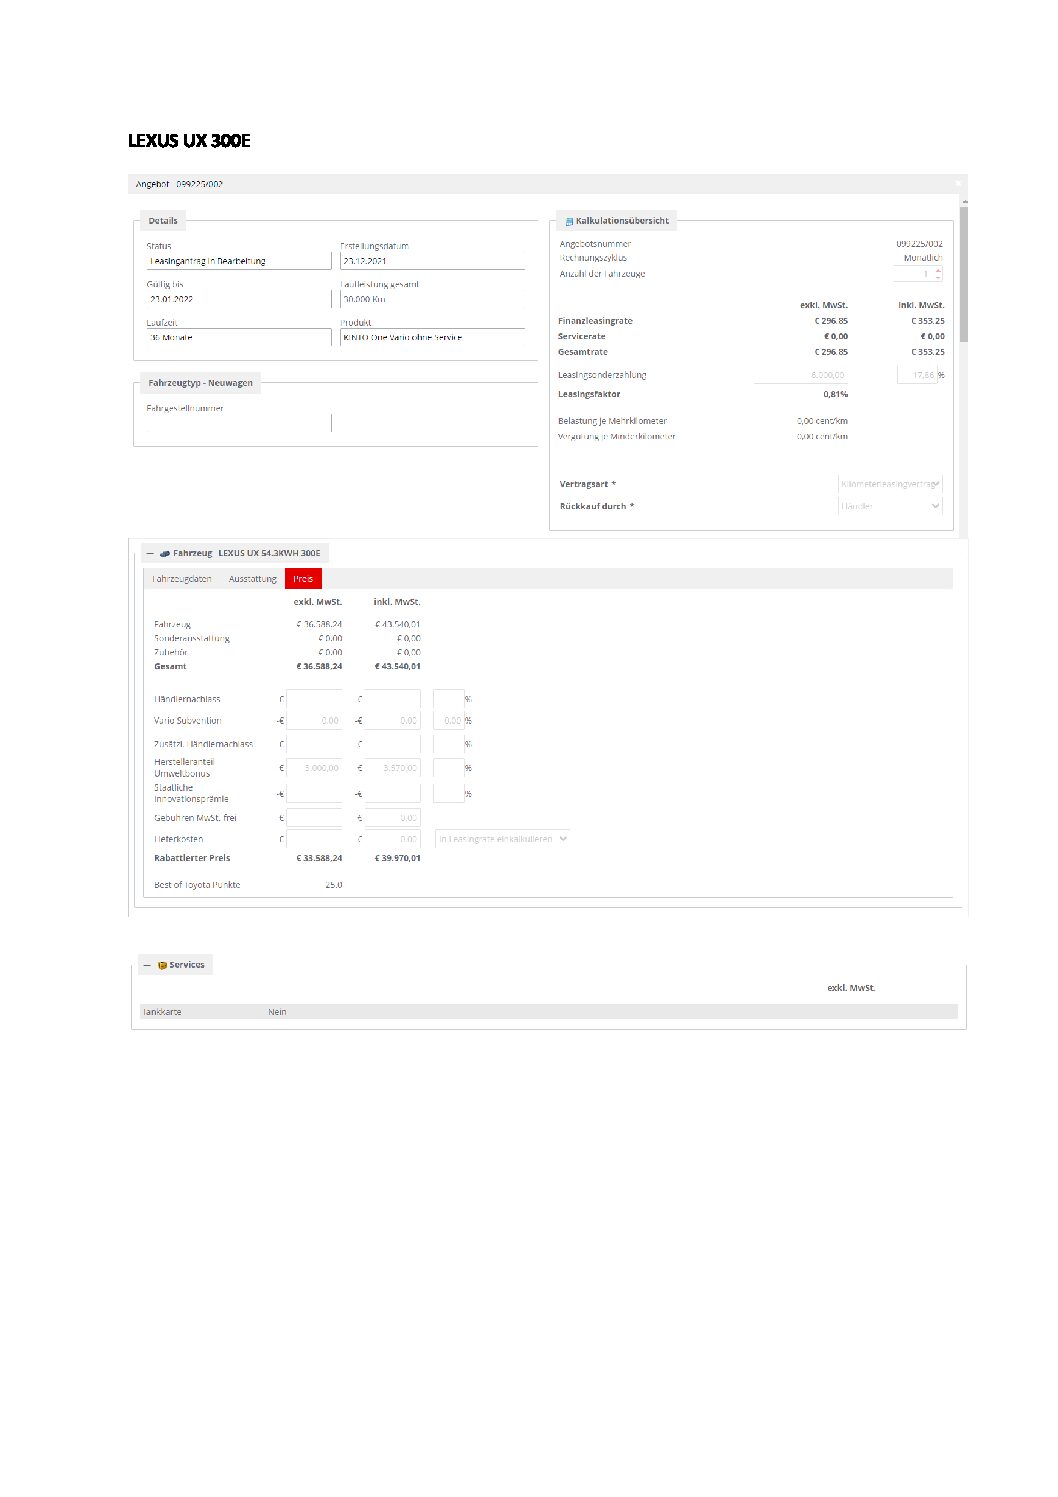 LEXUS UX 300E
Angebot 099225/002
Details
Status
Erstellungsdatum
Leasingantrag in Bearbeitung
23.12.2021
Gültig bis
Laufleistung gesamt
23.01.2022
30.000 Km
Laufzeit
Produkt
36 Monate
KINTO One Vario ohne Service
Fahrzeugtyp - Neuwagen
Fahrgestellnummer
Kalkulationsübersicht
Angebotsnummer 099225/002
Rechnungszyklus Monatlich
Anzahl der Fahrzeuge 1
exkl. MwSt. inkl. MwSt.
Finanzleasingrate € 296,85 € 353,25
Servicerate € 0,00 € 0,00
Gesamtrate € 296,85 € 353,25
Leasingsonderzahlung 6.000,00 17,86 %
Leasingsfaktor 0,81%
Belastung je Mehrkilometer 0,00 cent/km
Vergütung je Minderkilometer 0,00 cent/km
Vertragsart * Kilometerleasingvertrag
Rückkauf durch * Händler
Fahrzeug LEXUS UX 54.3KWH 300E
Fahrzeugdaten Ausstattung Preis
exkl. MwSt. inkl. MwSt.
Fahrzeug € 36.588,24 € 43.540,01
Sonderausstattung € 0,00 € 0,00
Zubehör € 0,00 € 0,00
Gesamt € 36.588,24 € 43.540,01
Händlernachlass € € %
Vario Subvention -€ 0,00 -€ 0,00 0,00 %
Zusätzl. Händlernachlass € € %
Herstelleranteil
Umweltbonus € 3.000,00 € 3.570,00 %
Staatliche
Innovationsprämie -€ -€ %
Gebühren MwSt. frei € € 0,00
Lieferkosten € € 0,00 In Leasingrate einkalkulieren
Rabattierter Preis € 33.588,24 € 39.970,01
Best of Toyota Punkte 25.0
Services
exkl. MwSt.
Tankkarte Nein